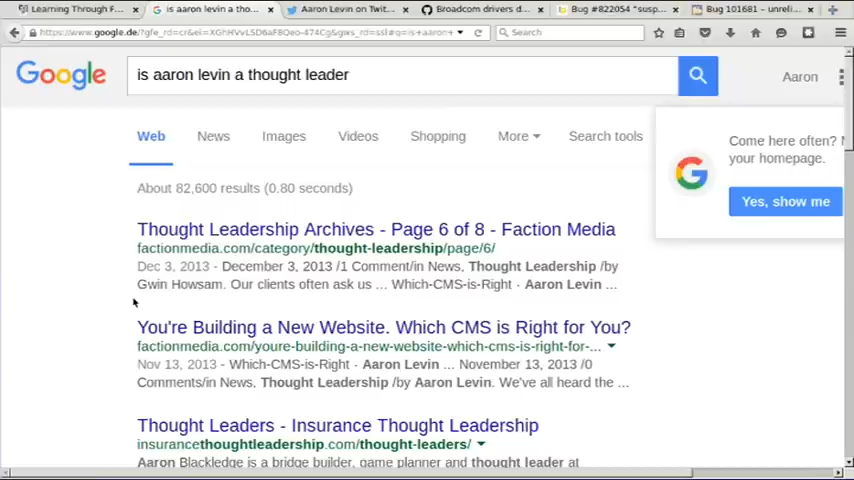 Learning Through F...
is aaron levin a tho...
Aaron Levin on Twit...
Broadcom drivers d...
Bug #822054 "susp...
Bug 101681 – unreli...
https://www.google.de/?gfe_rd=cr&ei=
Search
Google
is aaron levin a thought leader
Aaron
Web
News
Images
Videos
Shopping
More
Search tools
Come here often?
your homepage.
Yes, show me
About 82,600 results (0.80 seconds)
Thought Leadership Archives - Page 6 of 8 - Faction Media
factionmedia.com/category/thought-leadership/page/6/
Dec 3, 2013 - December 3, 2013 /1 Comment/in News, Thought Leadership /by
Gwin Howsam. Our clients often ask us ... Which-CMS-is-Right · Aaron Levin ...
You're Building a New Website. Which CMS is Right for You?
factionmedia.com/youre-building-a-new-website-which-cms-is-right-for-...
Nov 13, 2013 - Which-CMS-is-Right · Aaron Levin ... November 13, 2013 /0
Comments/in News, Thought Leadership /by Aaron Levin. We've all heard the ...
Thought Leaders - Insurance Thought Leadership
insurancethoughtleadership.com/thought-leaders/
Aaron Blackledge is a bridge builder, game planner and thought leader at